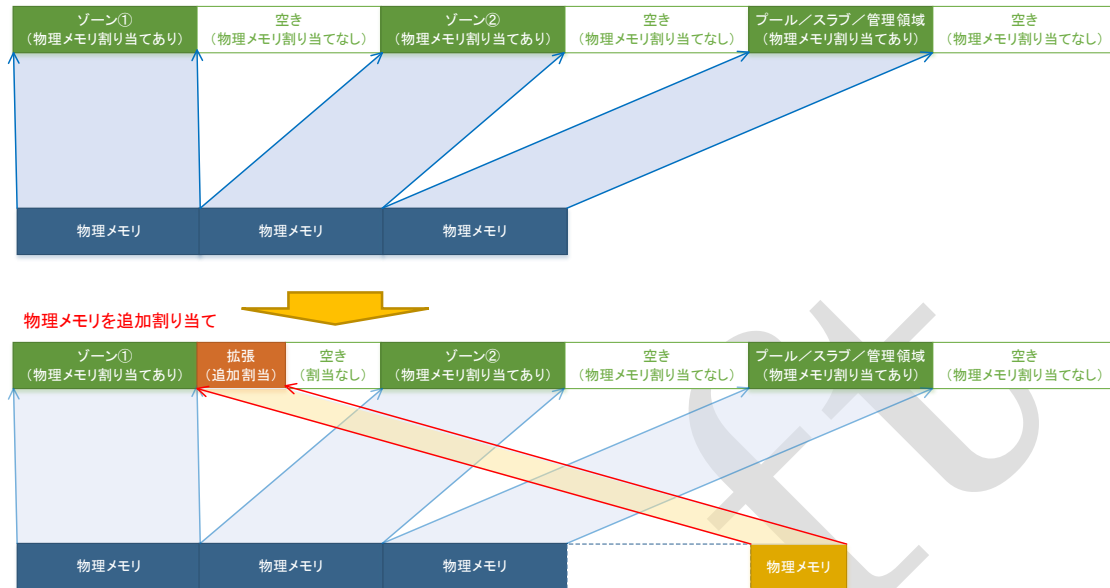 ゾーン①
(物理メモリ割り当てあり)
空き
(物理メモリ割り当てなし)
ゾーン②
(物理メモリ割り当てあり)
空き
(物理メモリ割り当てなし)
プール/スラブ/管理領域
(物理メモリ割り当てあり)
空き
(物理メモリ割り当てなし)
物理メモリ
物理メモリ
物理メモリ
物理メモリを追加割り当て
ゾーン①
(物理メモリ割り当てあり)
拡張
(追加割当)
空き
(割当なし)
ゾーン②
(物理メモリ割り当てあり)
空き
(物理メモリ割り当てなし)
プール/スラブ/管理領域
(物理メモリ割り当てあり)
空き
(物理メモリ割り当てなし)
物理メモリ
物理メモリ
物理メモリ
物理メモリ
ft